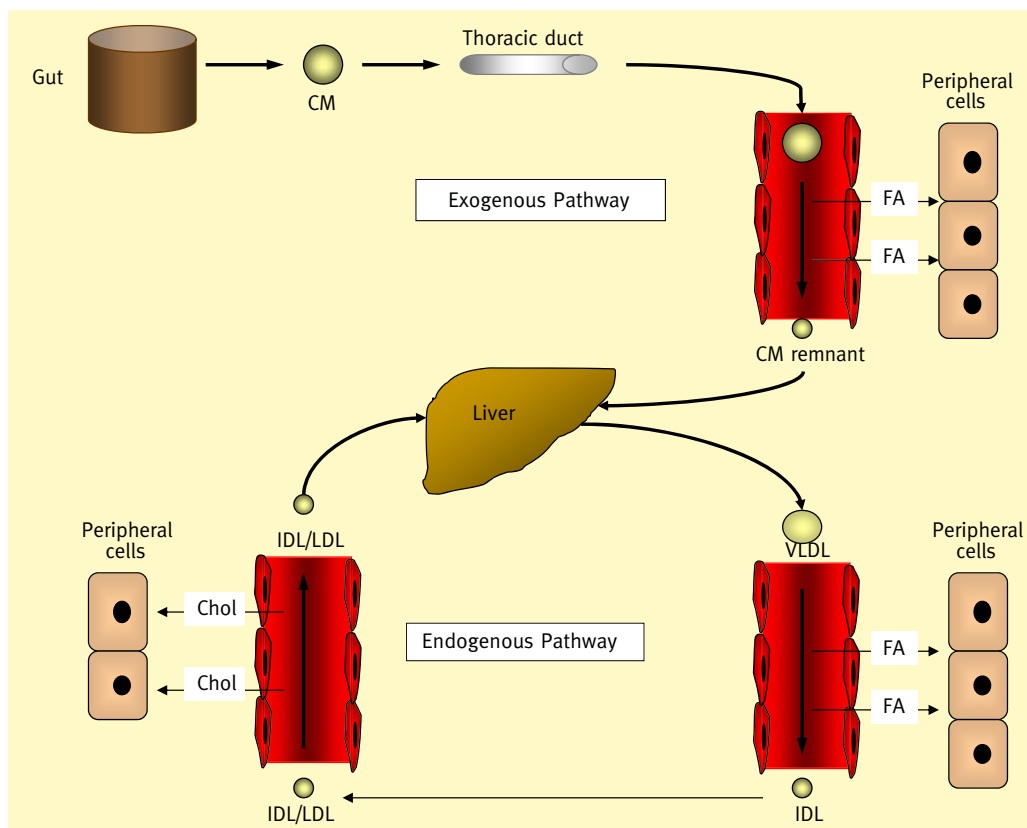 Thoracic duct
Gut
CM
Peripheral
cells
Exogenous Pathway
FA
FA
CM remnant
Liver
Peripheral
cells
IDL/LDL
VLDL
Peripheral
cells
Chol
Endogenous Pathway
FA
Chol
FA
IDL/LDL
IDL